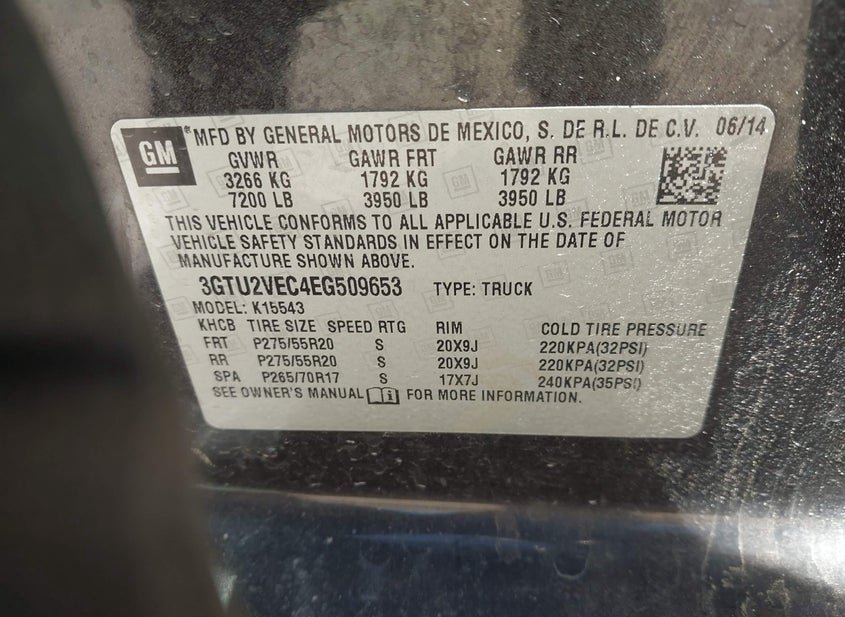 GM ® MFD BY GENERAL MOTORS DE MEXICO, S. DE R.L. DE C.V. 06/14
GVWR GAWR FRT GAWR RR
3266 KG 1792 KG 1792 KG
7200 LB 3950 LB 3950 LB
THIS VEHICLE CONFORMS TO ALL APPLICABLE U.S. FEDERAL MOTOR
VEHICLE SAFETY STANDARDS IN EFFECT ON THE DATE OF
MANUFACTURE SHOWN ABOVE.
3GTU2VEC4EG509653 TYPE: TRUCK
MODEL: K15543
KHCB TIRE SIZE SPEED RTG RIM COLD TIRE PRESSURE
FRT P275/55R20 S 20X9J 220KPA(32PSI)
RR P275/55R20 S 20X9J 220KPA(32PSI)
SPA P265/70R17 S 17X7J 240KPA(35PSI)
SEE OWNER'S MANUAL FOR MORE INFORMATION.